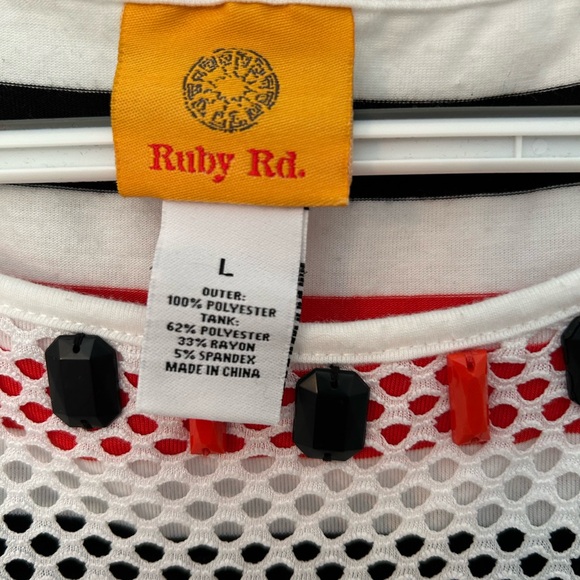 Ruby Rd.
L
OUTER:
100% POLYESTER
TANK:
62% POLYESTER
33% RAYON
5% SPANDEX
MADE IN CHINA